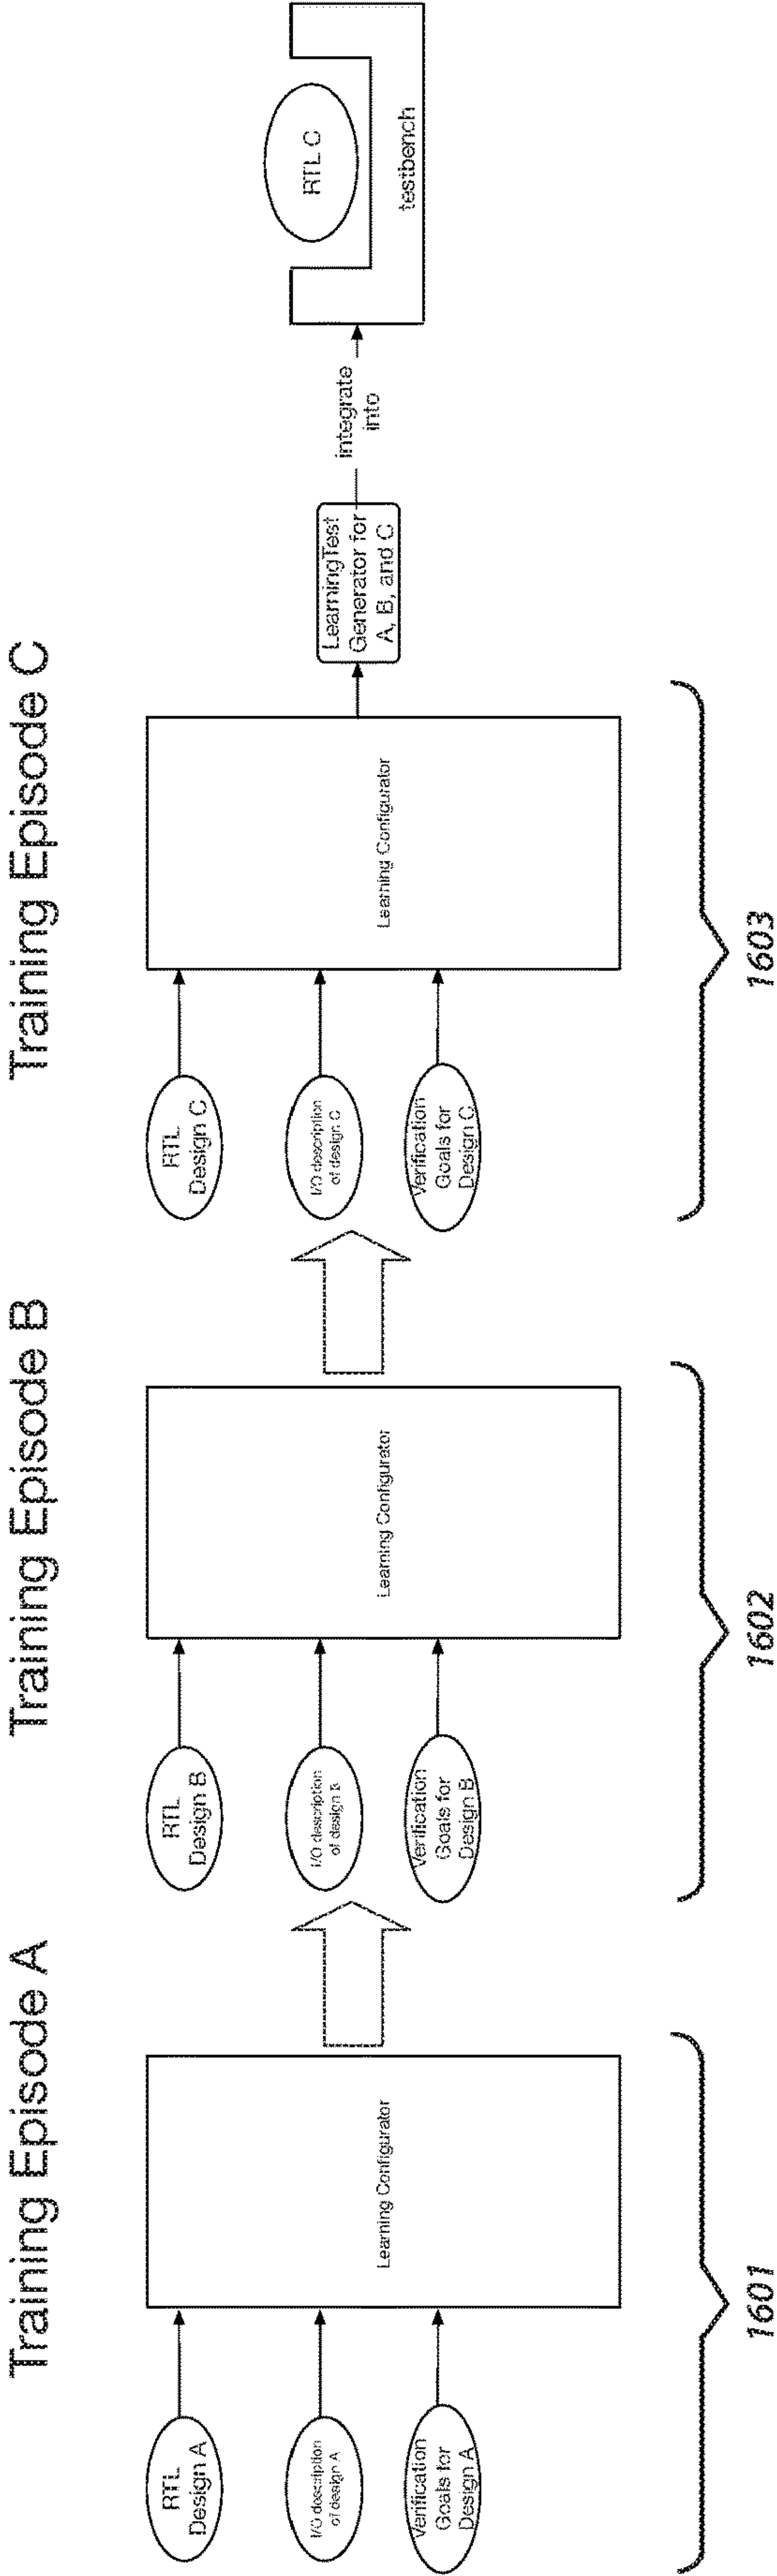 Training Episode A
RTL
Design A
I/O description
of design A
Verification
Goals for
Design A
Learning Configurator
1601
Training Episode B
RTL
Design B
I/O description
of design B
Verification
Goals for
Design B
Learning Configurator
1602
Training Episode C
RTL
Design C
I/O description
of design C
Verification
Goals for
Design C
Learning Configurator
1603
LearningTest
Generator for
A, B, and C
integrate
into
RTL C
testbench